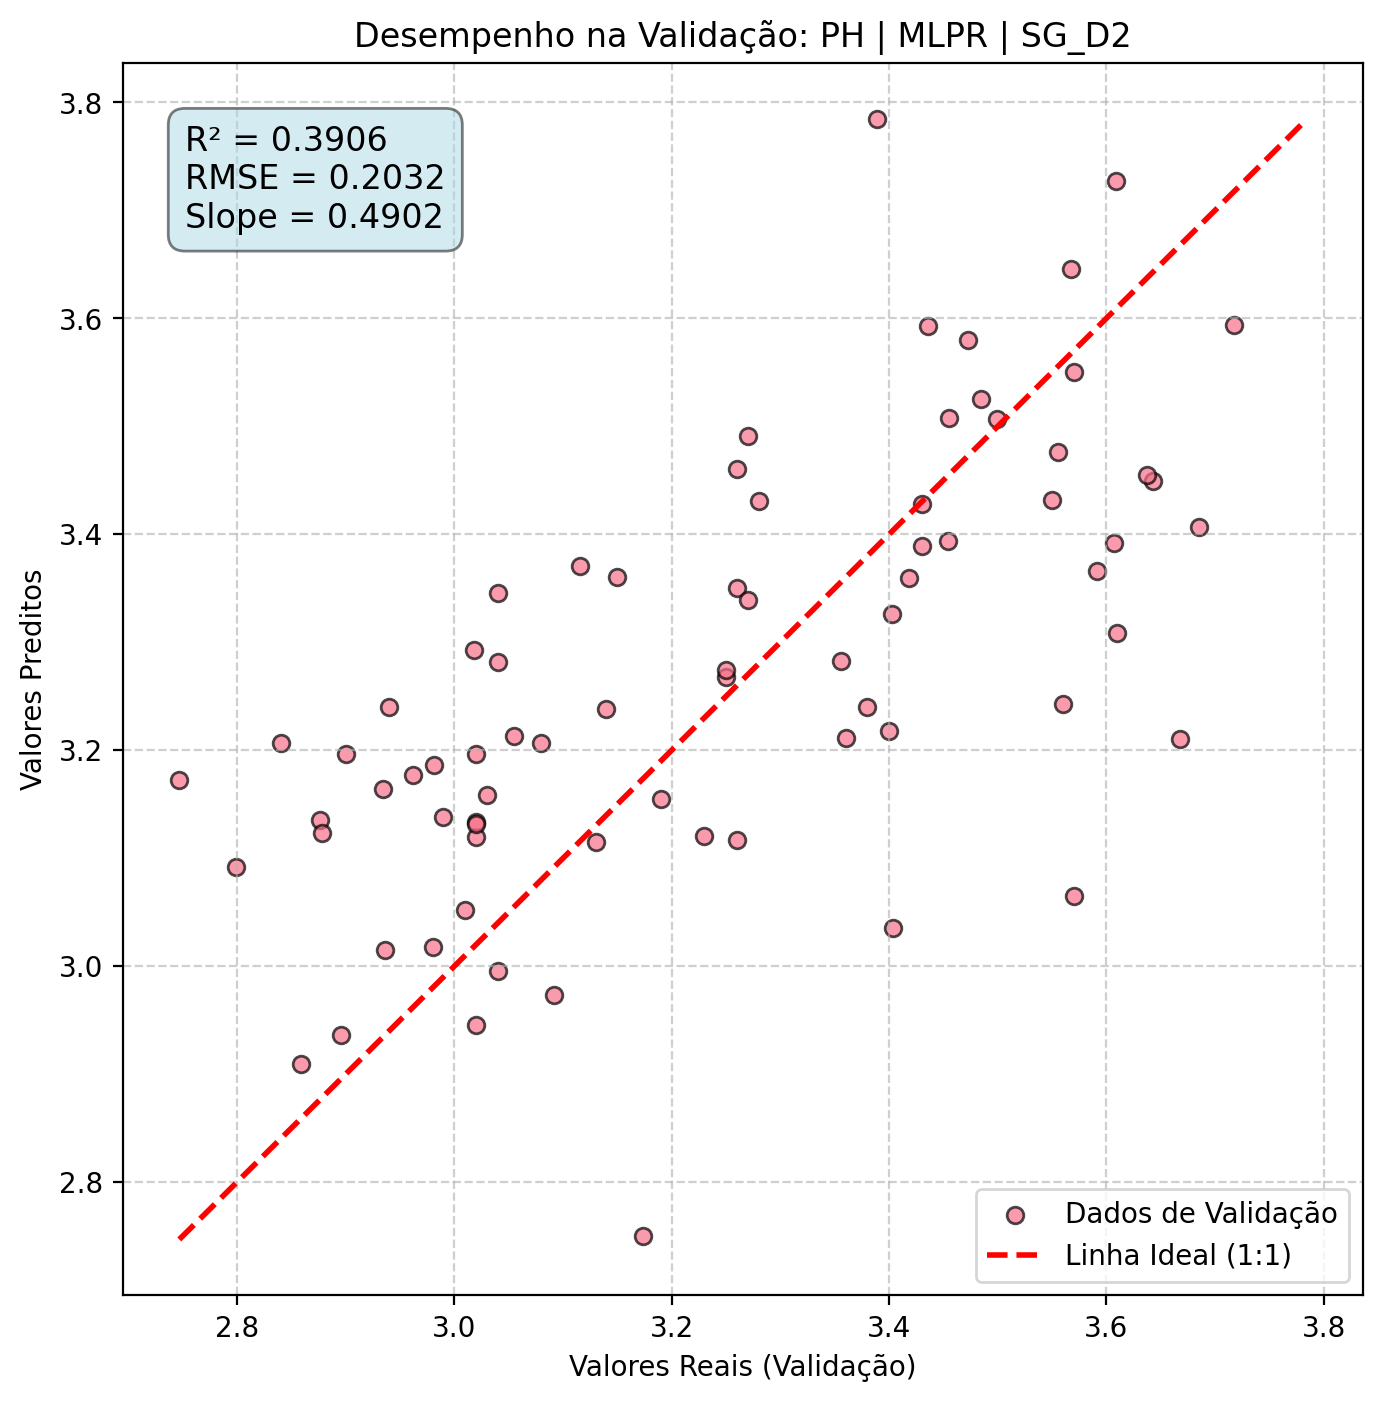 Desempenho na Validação: PH | MLPR | SG_D2
R² = 0.3906
RMSE = 0.2032
Slope = 0.4902
3.8
3.6
3.4
3.2
3.0
2.8
Valores Preditos
Dados de Validação
Linha Ideal (1:1)
2.8 3.0 3.2 3.4 3.6 3.8
Valores Reais (Validação)